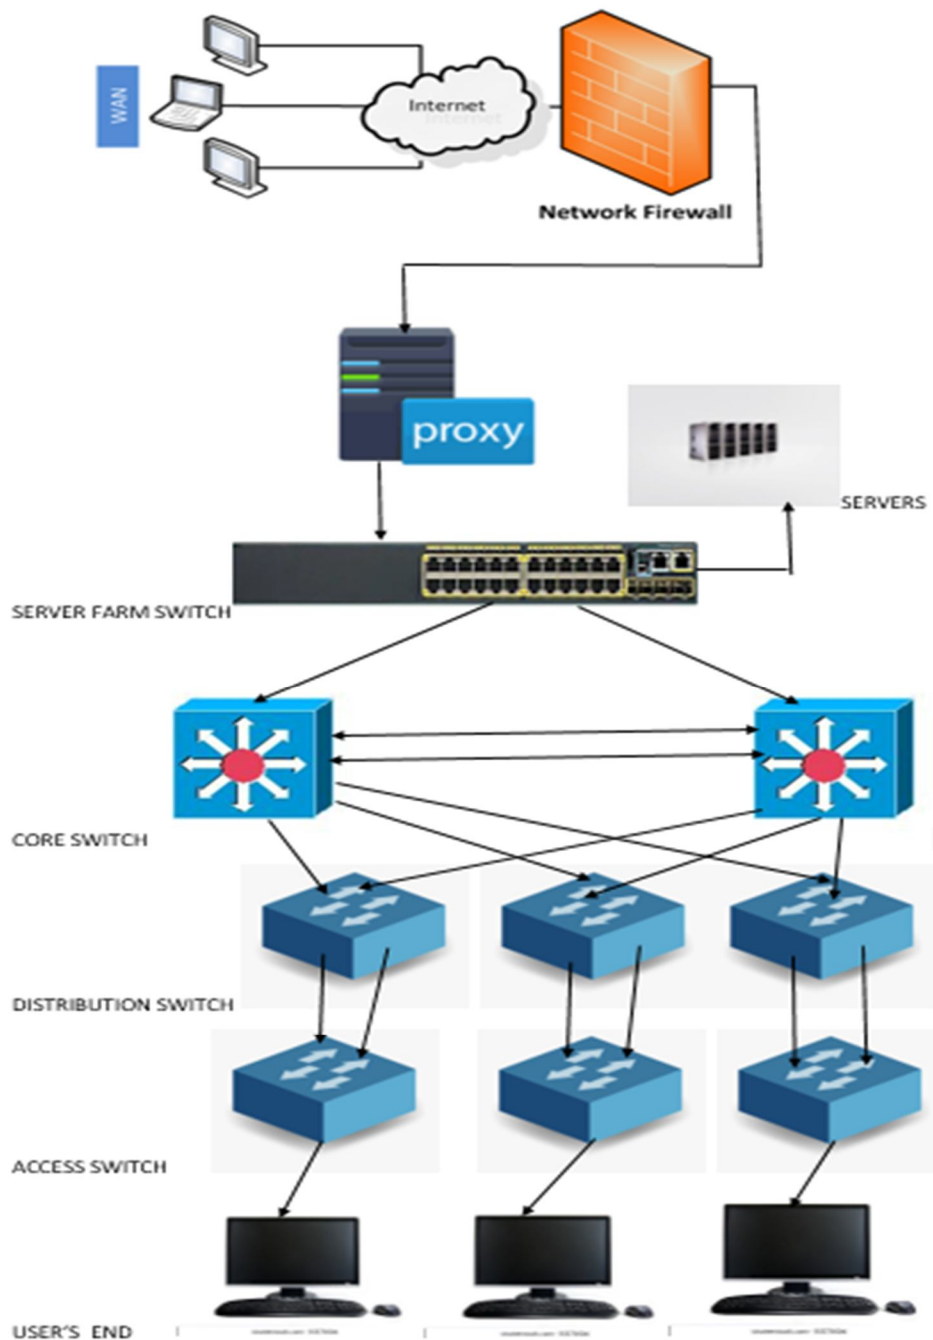 WAN
Internet
Network Firewall
proxy
SERVERS
SERVER FARM SWITCH
CORE SWITCH
DISTRIBUTION SWITCH
ACCESS SWITCH
USER'S END